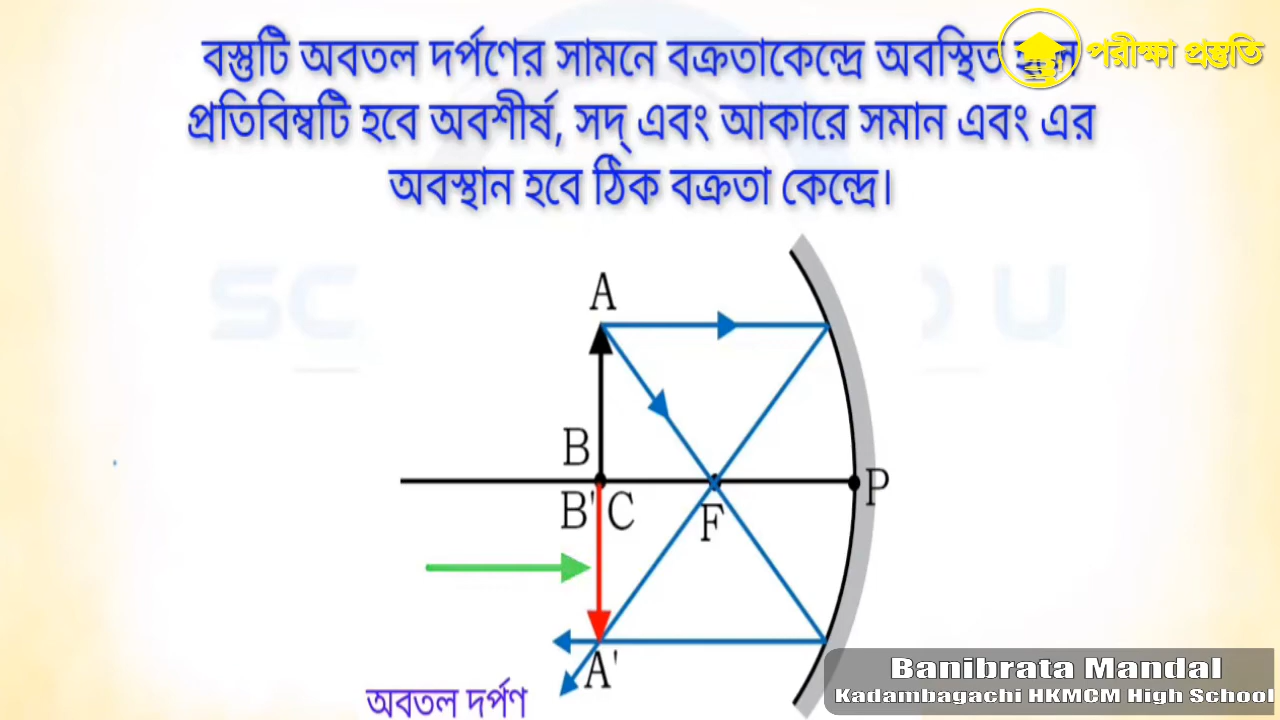 বস্তুটি অবতল দর্পণের সামনে বক্রতাকেন্দ্রে অবস্থিত
পরীক্ষা প্রস্তুতি
প্রতিবিম্বটি হবে অবশীর্ষ, সদ্ এবং আকারে সমান এবং এর
অবস্থান হবে ঠিক বক্রতা কেন্দ্রে।
A
B
B' C
F
P
A'
অবতল দর্পণ
Banibrata Mandal
Kadambagachi HKMCM High School